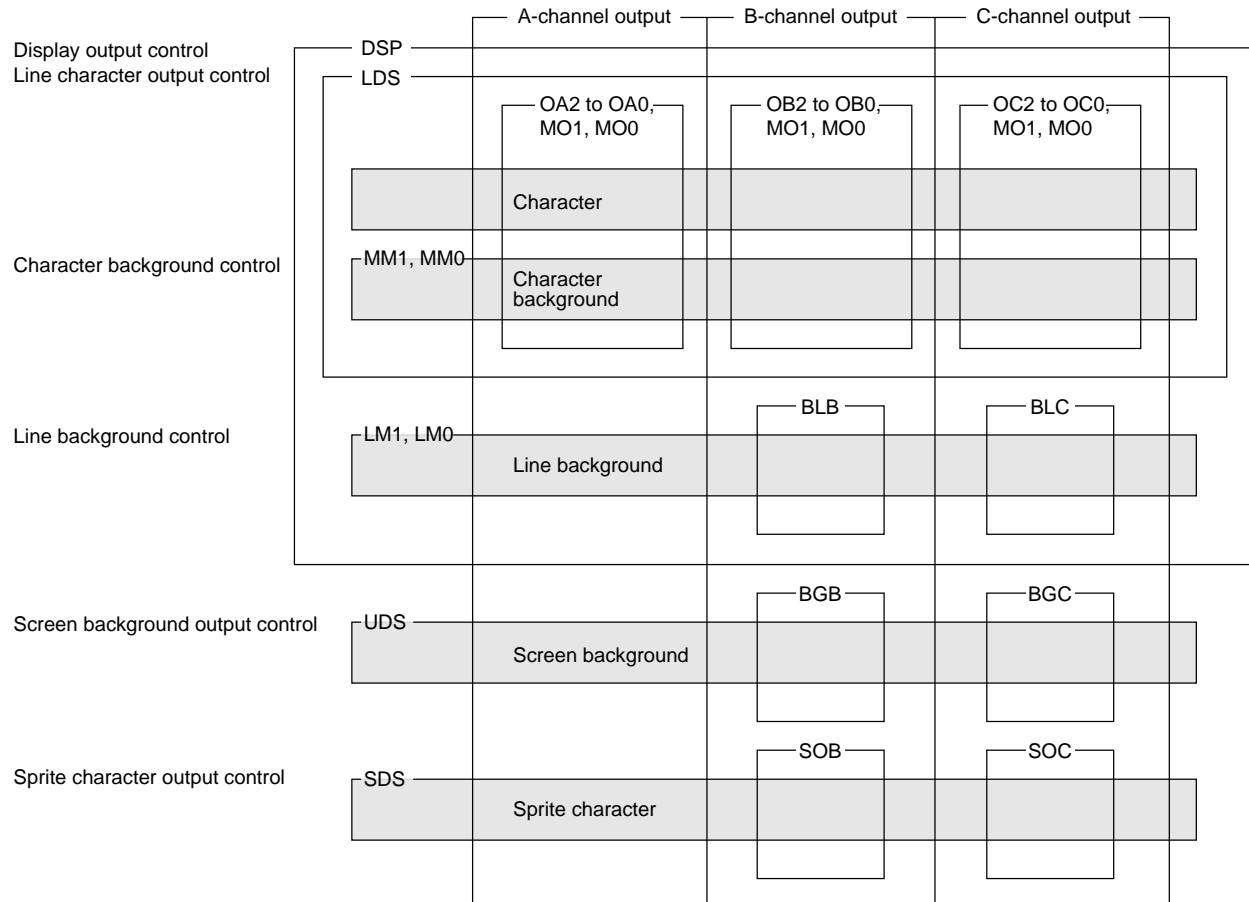 A-channel output B-channel output C-channel output
Display output control DSP
Line character output control LDS
OA2 to OA0, OB2 to OB0, OC2 to OC0,
MO1, MO0 MO1, MO0 MO1, MO0
Character
Character background control MM1, MM0
Character
background
BLB BLC
Line background control LM1, LM0
Line background
BGB BGC
Screen background output control UDS
Screen background
SOB SOC
Sprite character output control SDS
Sprite character